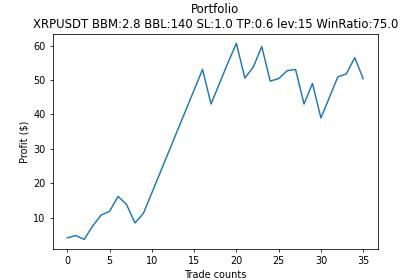 Portfolio
XRPUSDT BBM:2.8 BBL:140 SL:1.0 TP:0.6 lev:15 WinRatio:75.0
60
50
40
30
20
10
Profit ($)
0 5 10 15 20 25 30 35
Trade counts